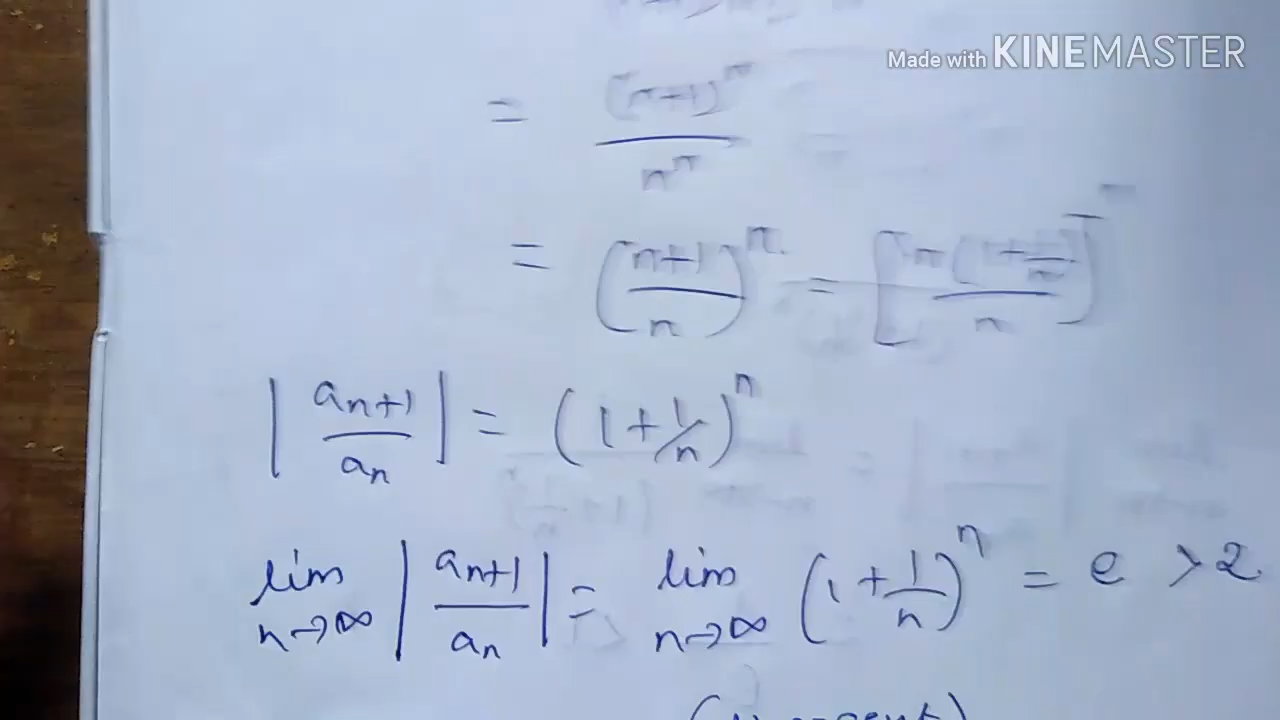 Made with KINEMASTER
= (n+1)^n / n^n
= ((n+1)/n)^n = [n(1+1/n)/n]^n
|a_{n+1}/a_n| = (1+1/n)^n
lim_{n→∞} |a_{n+1}/a_n| = lim_{n→∞} (1+1/n)^n = e > 2